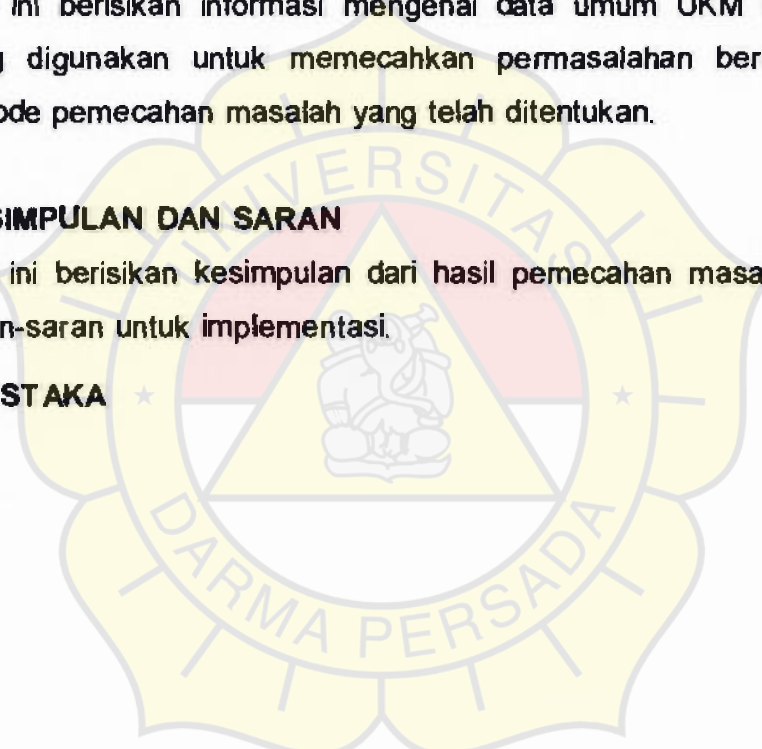 ini berisikan informasi mengenai data umum UKM
digunakan untuk memecahkan permasalahan ber
ode pemecahan masalah yang telah ditentukan.
SIMPULAN DAN SARAN
ini berisikan kesimpulan dari hasil pemecahan masa
n-saran untuk implementasi.
STAKA
UNIVERSITAS
DARMA PERSADA